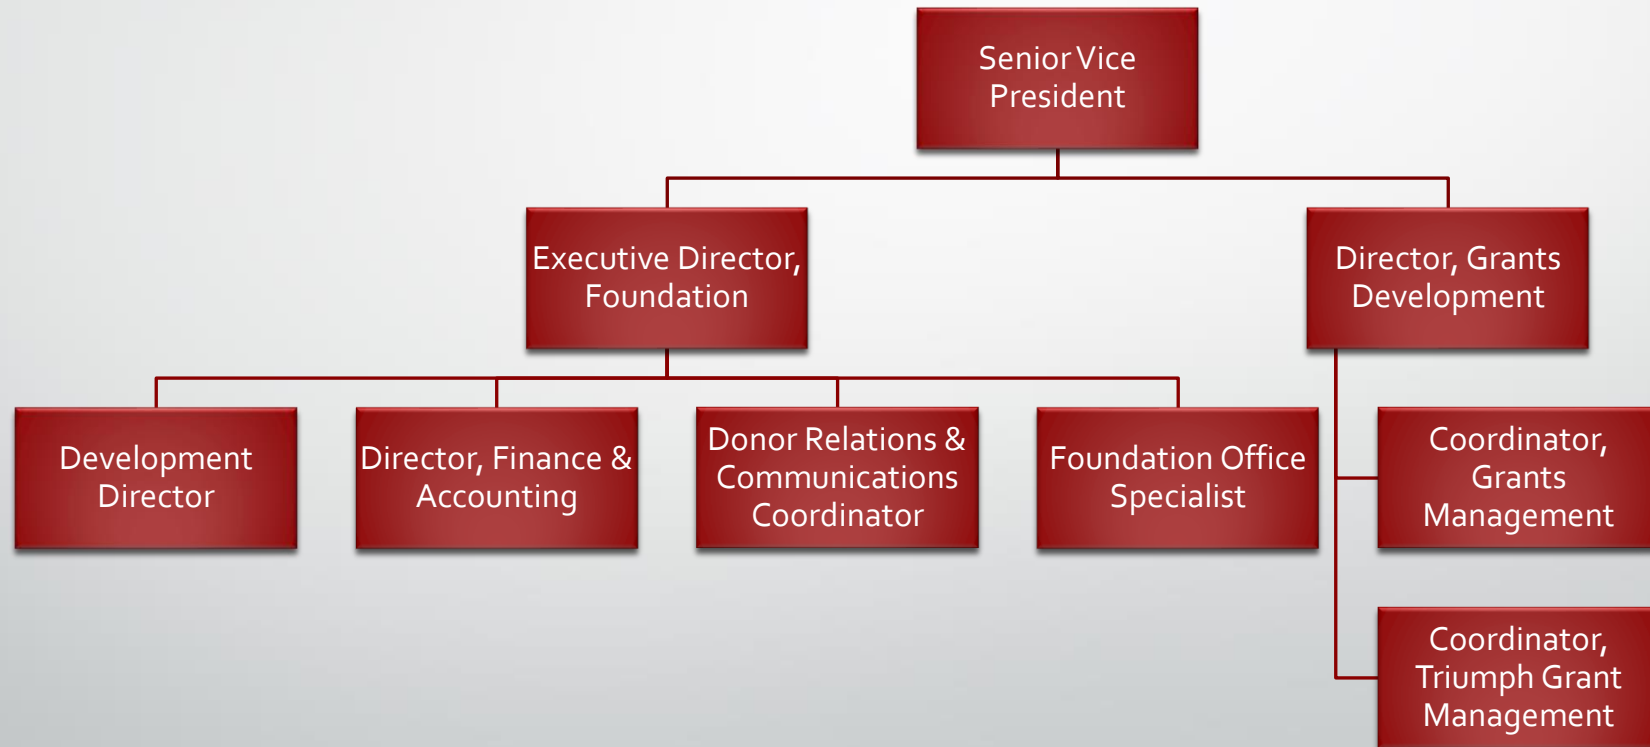 Senior Vice
President
Executive Director,
Foundation
Director, Grants
Development
Development
Director
Director, Finance &
Accounting
Donor Relations &
Communications
Coordinator
Foundation Office
Specialist
Coordinator,
Grants
Management
Coordinator,
Triumph Grant
Management